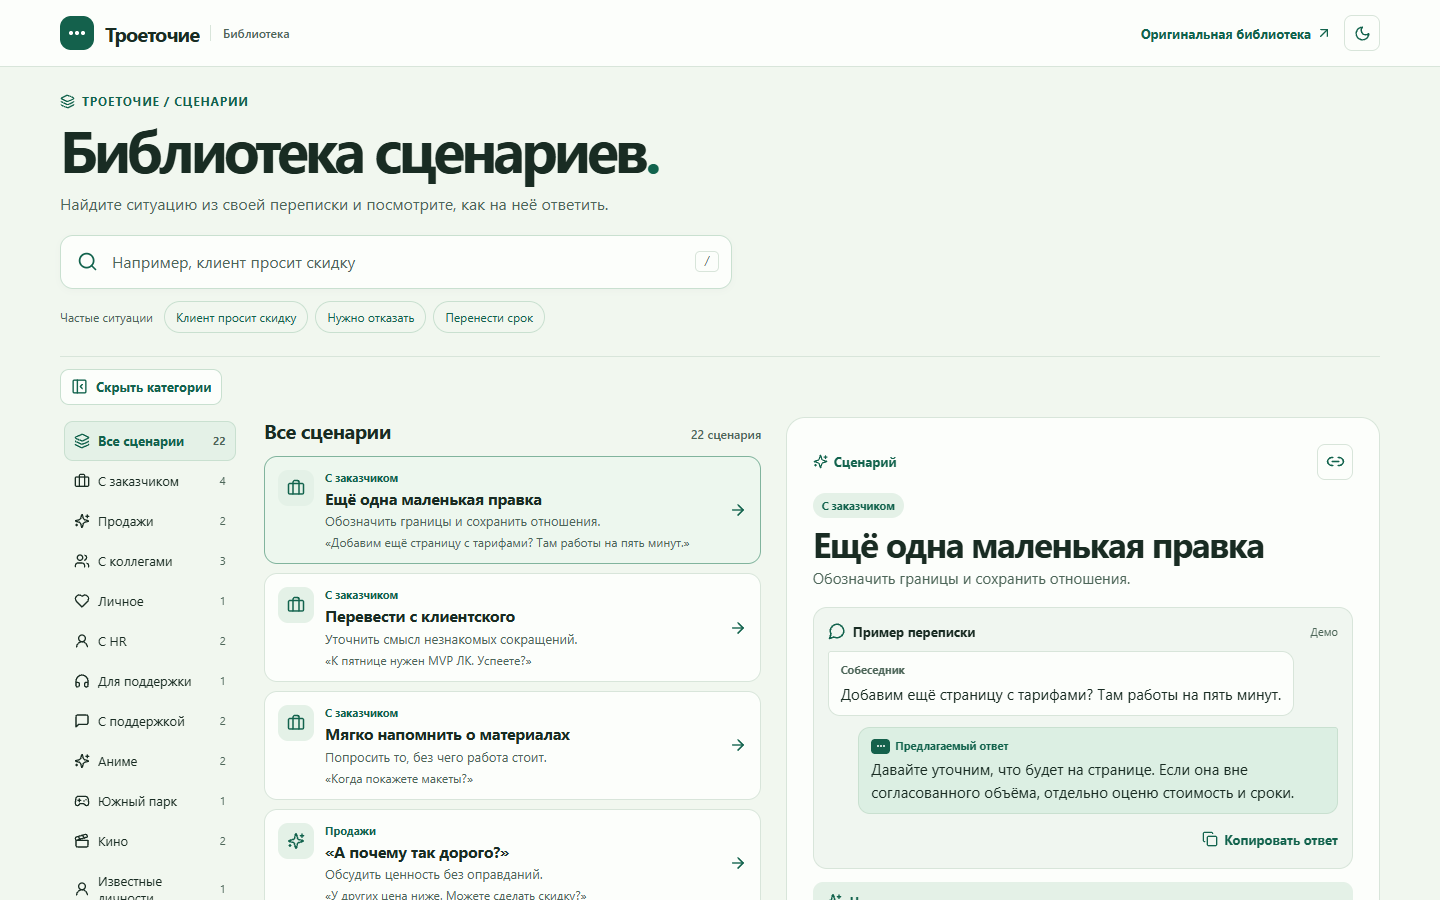 Троеточие
Библиотека
Оригинальная библиотека
ТРОЕТОЧИЕ / СЦЕНАРИИ
Библиотека сценариев.
Найдите ситуацию из своей переписки и посмотрите, как на неё ответить.
Например, клиент просит скидку
/
Частые ситуации
Клиент просит скидку
Нужно отказать
Перенести срок
Скрыть категории
Все сценарии 22
С заказчиком 4
Продажи 2
С коллегами 3
Личное 1
С HR 2
Для поддержки 1
С поддержкой 2
Аниме 2
Южный парк 1
Кино 2
Известные 1
личности
Все сценарии
22 сценария
С заказчиком
Ещё одна маленькая правка
Обозначить границы и сохранить отношения.
«Добавим ещё страницу с тарифами? Там работы на пять минут.»
С заказчиком
Перевести с клиентского
Уточнить смысл незнакомых сокращений.
«К пятнице нужен MVP ЛК. Успеете?»
С заказчиком
Мягко напомнить о материалах
Попросить то, без чего работа стоит.
«Когда покажете макеты?»
Продажи
«А почему так дорого?»
Обсудить ценность без оправданий.
«У других цена ниже. Можете сделать скидку?»
Сценарий
С заказчиком
Ещё одна маленькая правка
Обозначить границы и сохранить отношения.
Пример переписки
Демо
Собеседник
Добавим ещё страницу с тарифами? Там работы на пять минут.
Предлагаемый ответ
Давайте уточним, что будет на странице. Если она вне
согласованного объёма, отдельно оценю стоимость и сроки.
Копировать ответ